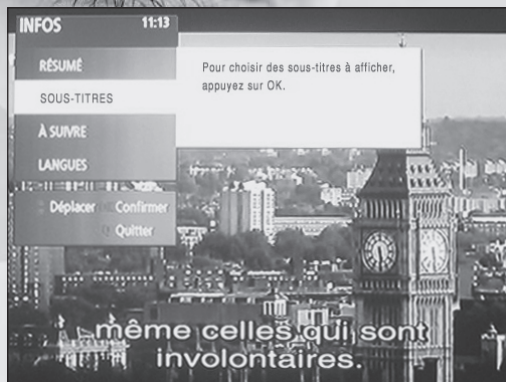 INFOS 11:13
RÉSUMÉ
SOUS-TITRES
À SUIVRE
LANGUES
Déplacer Confirmer
Quitter
Pour choisir des sous-titres à afficher,
appuyez sur OK.
même celles qui sont
involontaires.